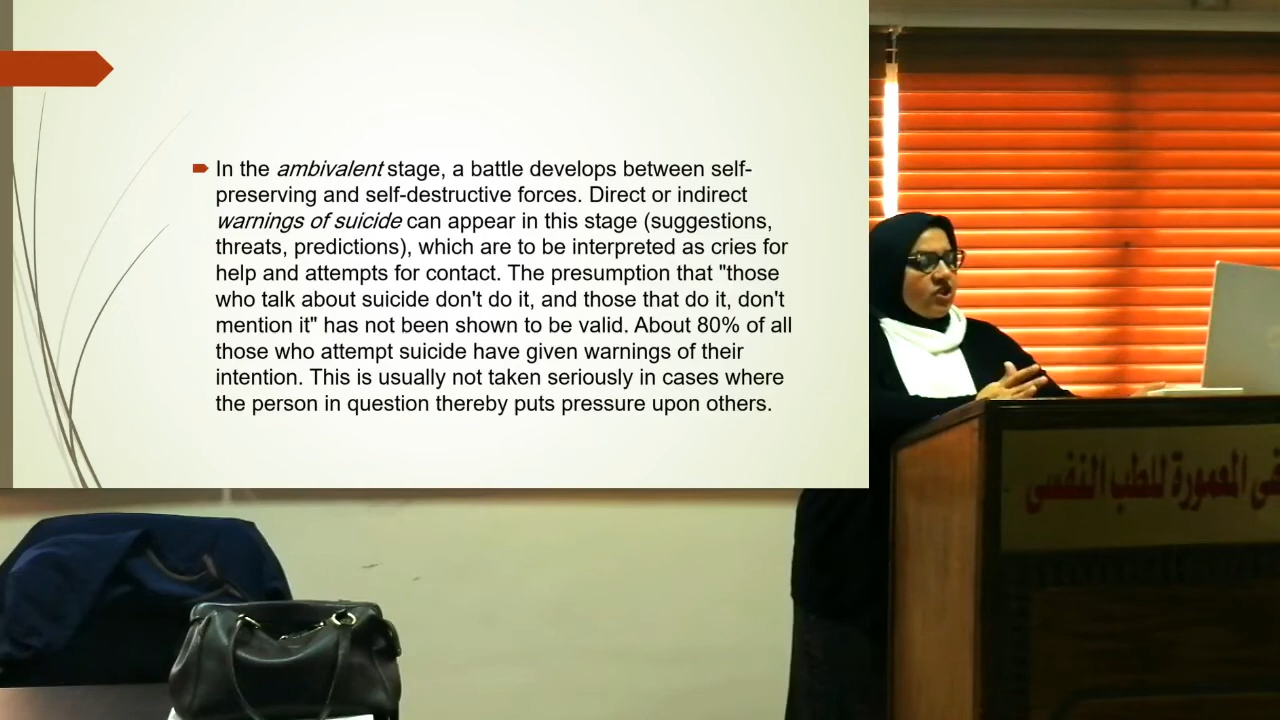 In the ambivalent stage, a battle develops between self-
preserving and self-destructive forces. Direct or indirect
warnings of suicide can appear in this stage (suggestions,
threats, predictions), which are to be interpreted as cries for
help and attempts for contact. The presumption that "those
who talk about suicide don't do it, and those that do it, don't
mention it" has not been shown to be valid. About 80% of all
those who attempt suicide have given warnings of their
intention. This is usually not taken seriously in cases where
the person in question thereby puts pressure upon others.
المعمورة للطب النفسى